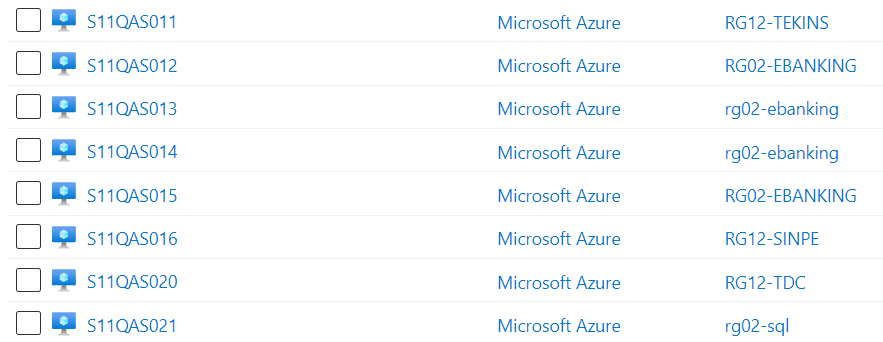 S11QAS011 Microsoft Azure RG12-TEKINS
S11QAS012 Microsoft Azure RG02-EBANKING
S11QAS013 Microsoft Azure rg02-ebanking
S11QAS014 Microsoft Azure rg02-ebanking
S11QAS015 Microsoft Azure RG02-EBANKING
S11QAS016 Microsoft Azure RG12-SINPE
S11QAS020 Microsoft Azure RG12-TDC
S11QAS021 Microsoft Azure rg02-sql